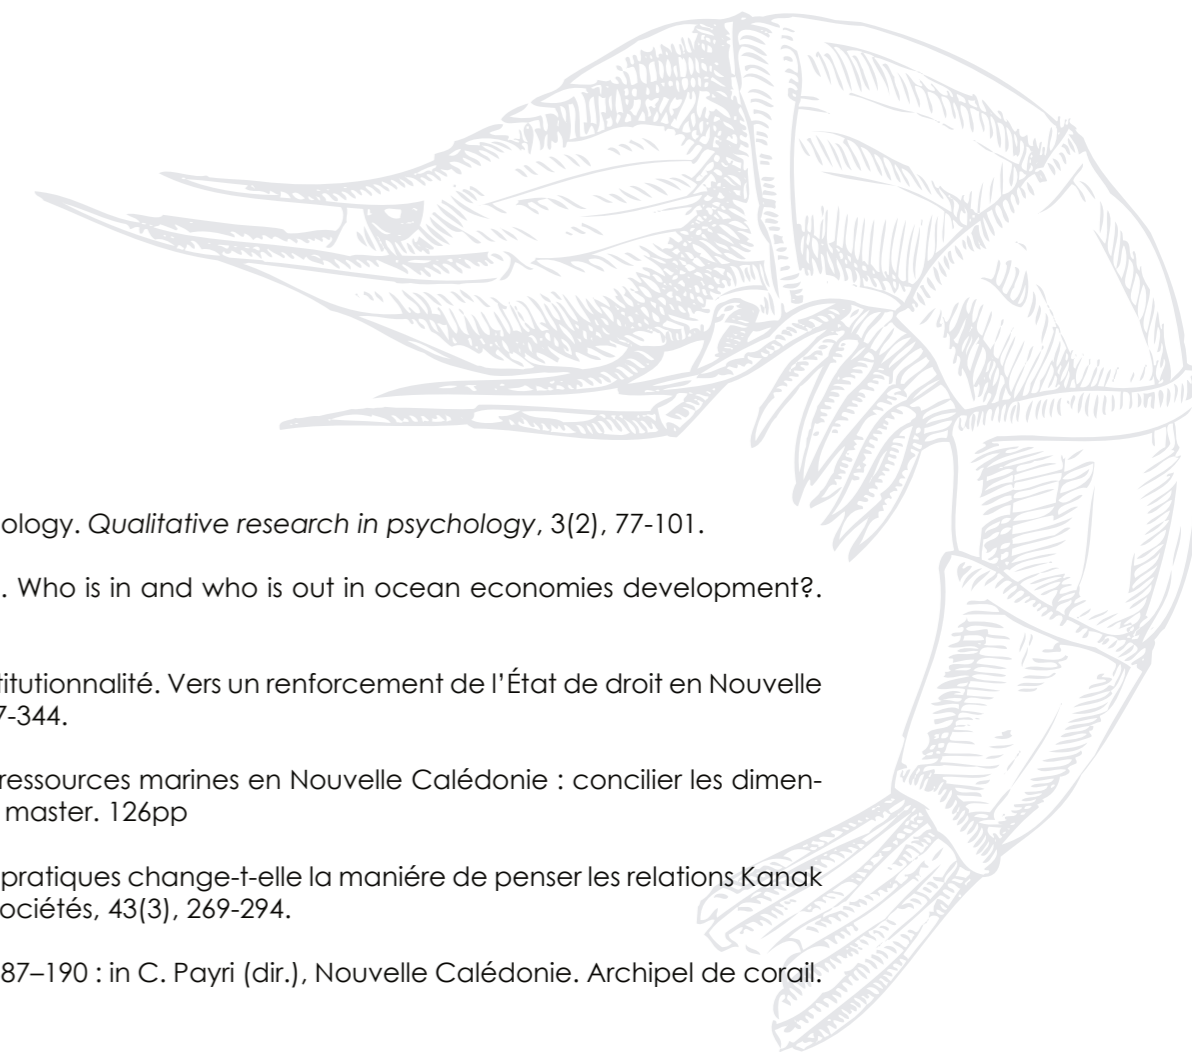 ology. Qualitative research in psychology, 3(2), 77-101.
. Who is in and who is out in ocean economies development?.
titutionnalité. Vers un renforcement de l'État de droit en Nouvelle
7-344.
ressources marines en Nouvelle Calédonie : concilier les dimen-
master. 126pp
pratiques change-t-elle la maniére de penser les relations Kanak
ociétés, 43(3), 269-294.
87–190 : in C. Payri (dir.), Nouvelle Calédonie. Archipel de corail.